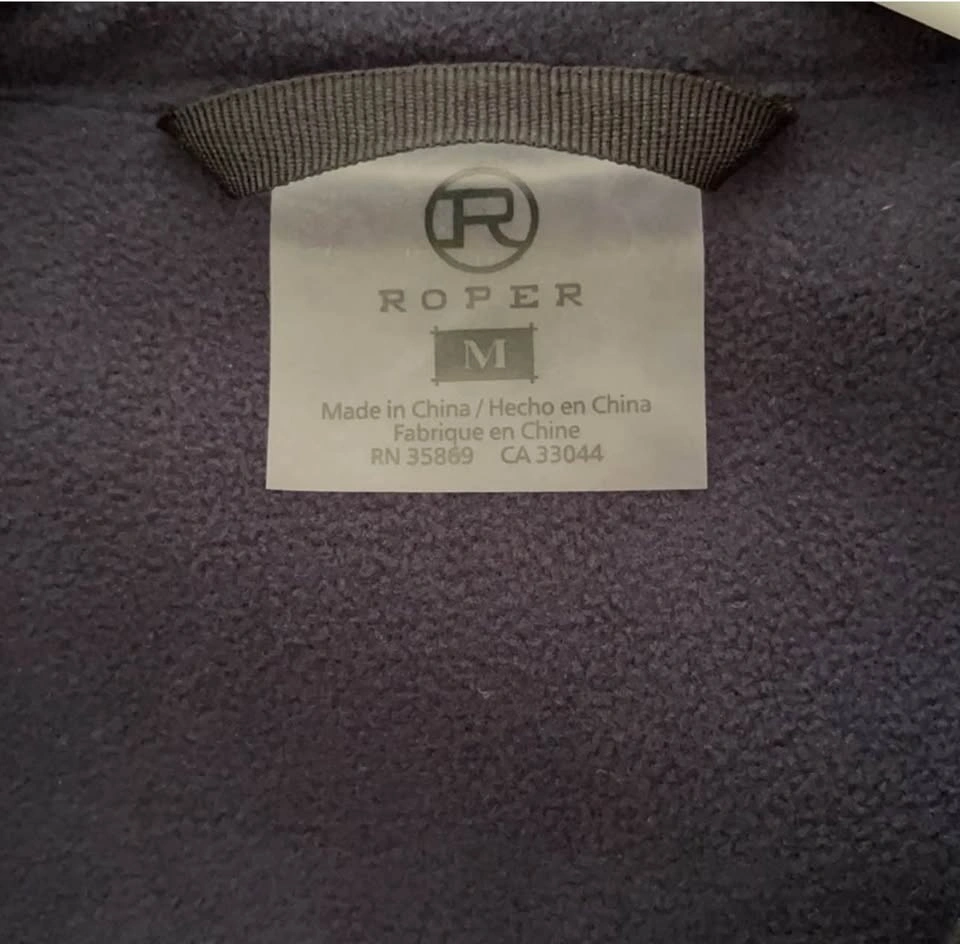 R
ROPER
M
Made in China / Hecho en China
Fabrique en Chine
RN 35869 CA 33044